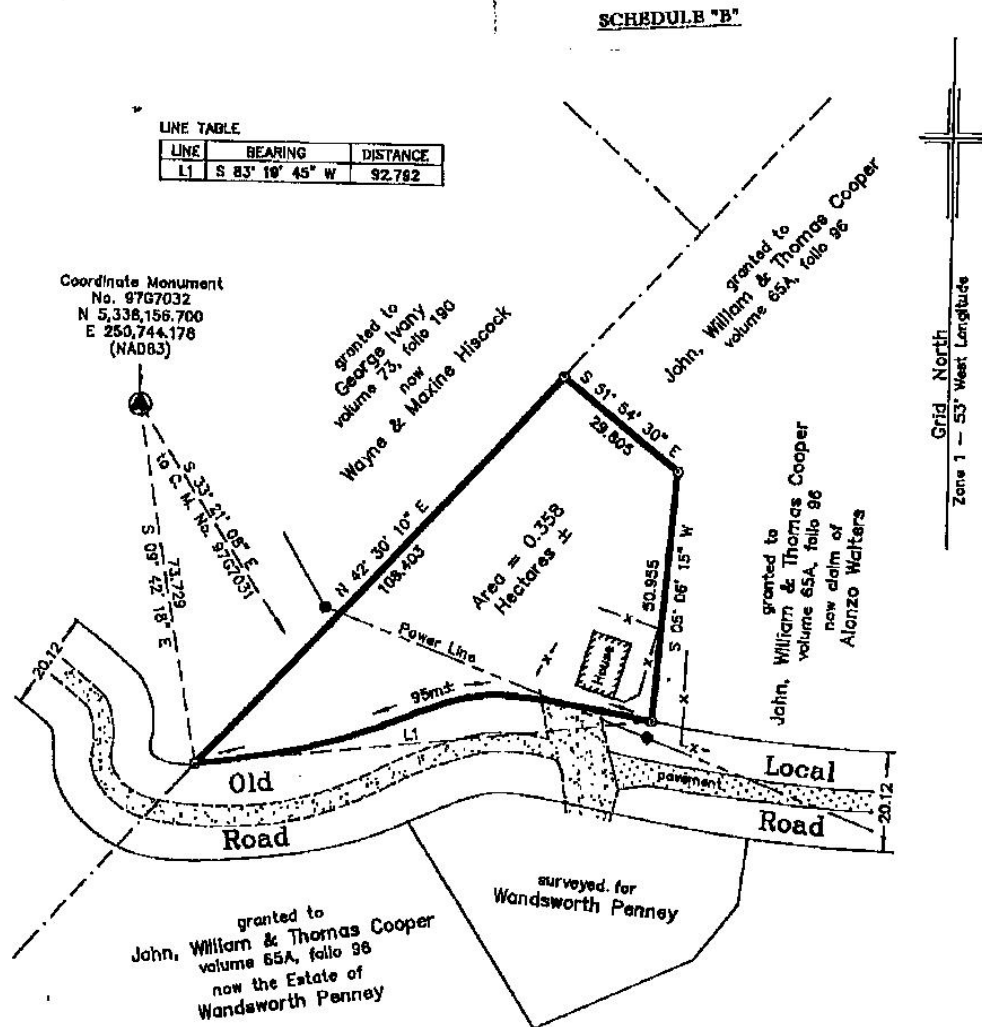 SCHEDULE "B"
LINE TABLE
LINE BEARING DISTANCE
L1 S 83° 19' 45" W 92.792
Coordinate Monument
No. 97G7032
N 5,338,156.700
E 250,744.178
(NAD83)
granted to
George Ivany
volume 73, folio 190
now
Wayne & Maxine Hiscock
granted to
John, William & Thomas Cooper
volume 65A, folio 96
Grid North
Zone 1 - 53° West Longitude
S 51° 54' 30" E
29.805
S 33° 21' 08" E
to C. M. No. 97G7031
S 09° 42' 18" E
73.729
N 42° 30' 10" E
108.403
Area = 0.358
Hectares ±
50.955
S 05° 06' 15" W
granted to
John, William & Thomas Cooper
volume 65A, folio 96
now claim of
Alonzo Walters
Power Line
House
95m±
L1
20.12
Old
Road
Local
Road
pavement
20.12
surveyed for
Wandsworth Penney
granted to
John, William & Thomas Cooper
volume 65A, folio 96
now the Estate of
Wandsworth Penney